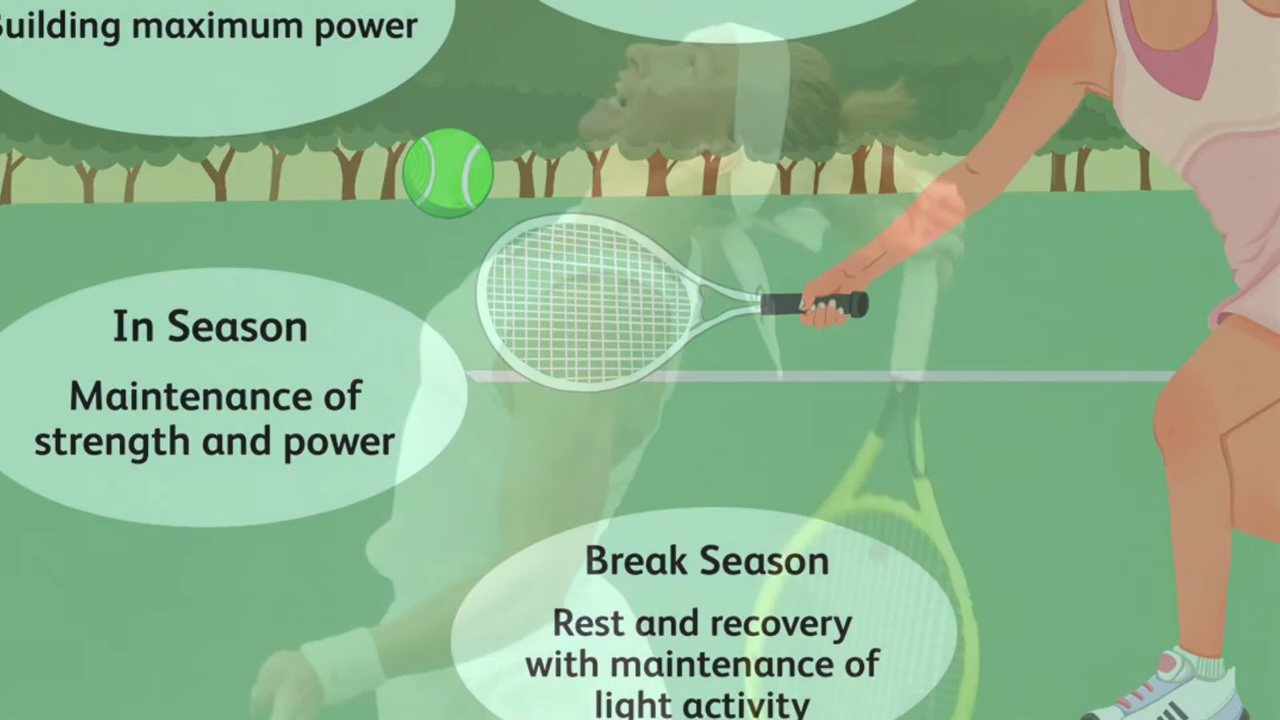 Building maximum power
In Season
Maintenance of
strength and power
Break Season
Rest and recovery
with maintenance of
light activity